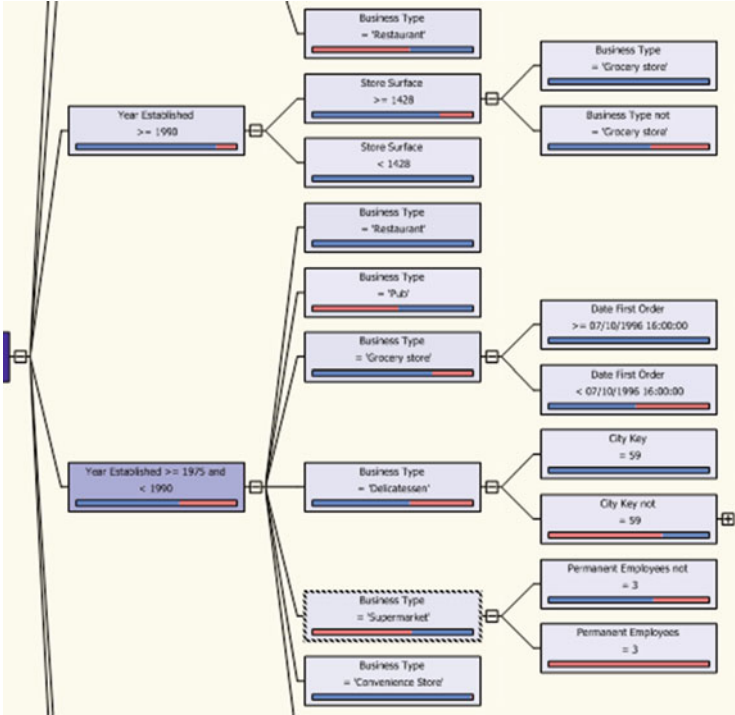 Business Type
= 'Restaurant'
Store Surface
>= 1428
Business Type
= 'Grocery store'
Year Established
>= 1990
Business Type not
= 'Grocery store'
Store Surface
< 1428
Business Type
= 'Restaurant'
Business Type
= 'Pub'
Date First Order
>= 07/10/1996 16:00:00
Business Type
= 'Grocery store'
Date First Order
< 07/10/1996 16:00:00
City Key
= 59
Year Established >= 1975 and
< 1990
Business Type
= 'Delicatessen'
City Key not
= 59
Permanent Employees not
= 3
Business Type
= 'Supermarket'
Permanent Employees
= 3
Business Type
= 'Convenience Store'